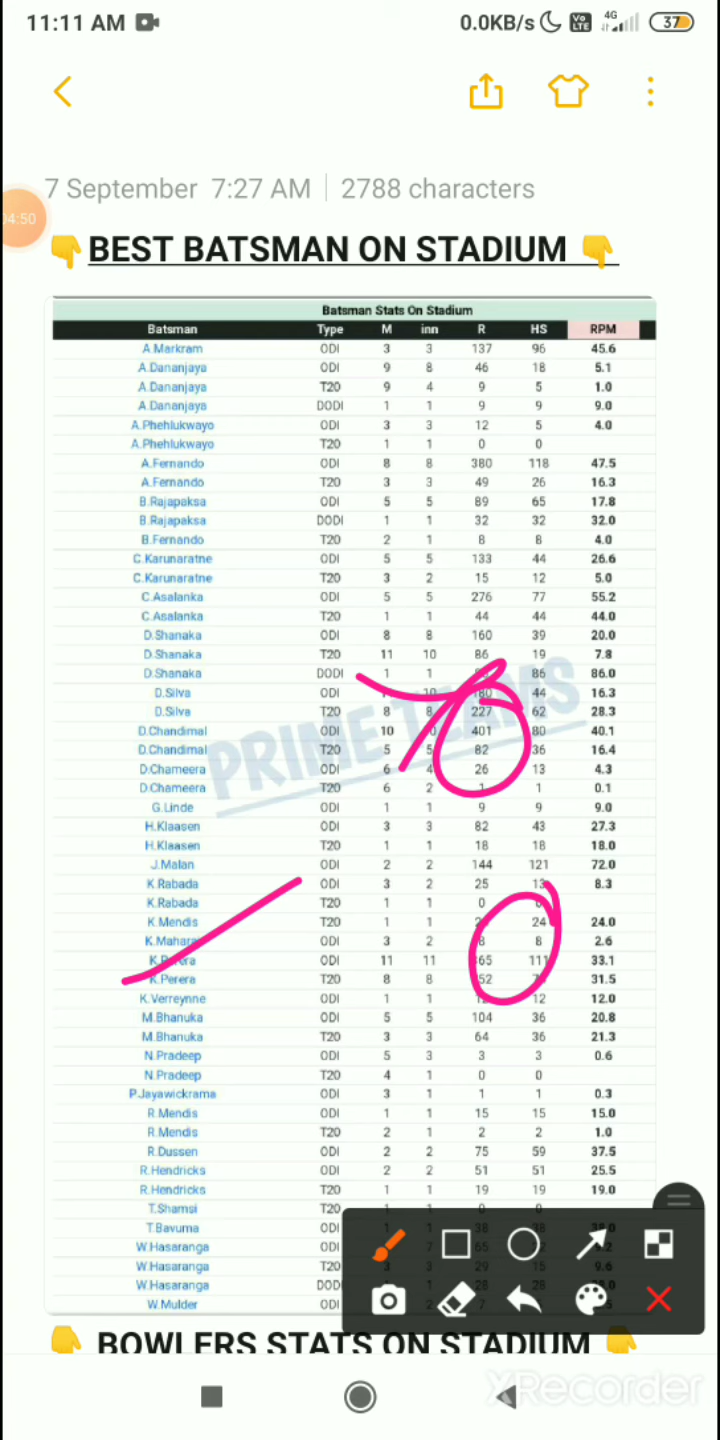 11:11 AM 0.0KB/s Vo LTE 4G 37
7 September 7:27 AM 2788 characters
04:50
👇 BEST BATSMAN ON STADIUM 👇
Batsman Stats On Stadium
Batsman Type M inn R HS RPM
A.Markram ODI 3 3 137 96 45.6
A.Dananjaya ODI 9 8 46 18 5.1
A.Dananjaya T20 9 4 9 5 1.0
A.Dananjaya DODI 1 1 9 9 9.0
A.Phehlukwayo ODI 3 3 12 5 4.0
A.Phehlukwayo T20 1 1 0 0
A.Fernando ODI 8 8 380 118 47.5
A.Fernando T20 3 3 49 26 16.3
B.Rajapaksa ODI 5 5 89 65 17.8
B.Rajapaksa DODI 1 1 32 32 32.0
B.Fernando T20 2 1 8 8 4.0
C.Karunaratne ODI 5 5 133 44 26.6
C.Karunaratne T20 3 2 15 12 5.0
C.Asalanka ODI 5 5 276 77 55.2
C.Asalanka T20 1 1 44 44 44.0
D.Shanaka ODI 8 8 160 39 20.0
D.Shanaka T20 11 10 86 19 7.8
D.Shanaka DODI 1 1 86 86.0
D.Silva ODI 10 180 44 16.3
D.Silva T20 8 8 227 62 28.3
D.Chandimal ODI 10 401 80 40.1
D.Chandimal T20 5 5 82 36 16.4
D.Chameera ODI 6 4 26 13 4.3
D.Chameera T20 6 2 1 1 0.1
G.Linde ODI 1 1 9 9 9.0
H.Klaasen ODI 3 3 82 43 27.3
H.Klaasen T20 1 1 18 18 18.0
J.Malan ODI 2 2 144 121 72.0
K.Rabada ODI 3 2 25 13 8.3
K.Rabada T20 1 1 0
K.Mendis T20 1 1 24 24.0
K.Maharaj ODI 3 2 8 8 2.6
K.Perera ODI 11 11 111 33.1
K.Perera T20 8 8 31.5
K.Verreynne ODI 1 1 12 12 12.0
M.Bhanuka ODI 5 5 104 36 20.8
M.Bhanuka T20 3 3 64 36 21.3
N.Pradeep ODI 5 3 3 3 0.6
N.Pradeep T20 4 1 0 0
P.Jayawickrama ODI 3 1 1 1 0.3
R.Mendis ODI 1 1 15 15 15.0
R.Mendis T20 2 1 2 2 1.0
R.Dussen ODI 2 2 75 59 37.5
R.Hendricks ODI 2 2 51 51 25.5
R.Hendricks T20 1 1 19 19 19.0
T.Shamsi T20
T.Bavuma ODI
W.Hasaranga ODI
W.Hasaranga T20
W.Hasaranga DODI
W.Mulder ODI
PRIME TEAMS
👇 BOWLERS STATS ON STADIUM 👇
XRecorder